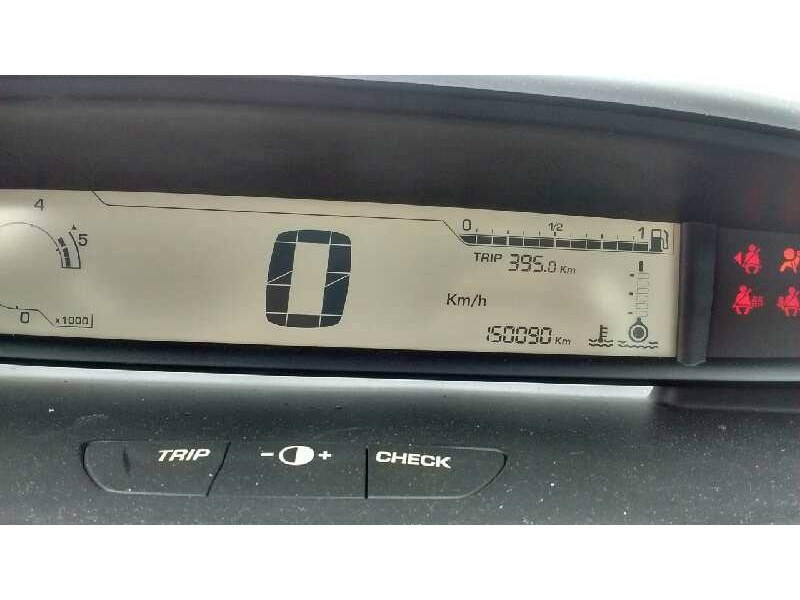 4
5
0
x1000
0
0 1/2 1
TRIP 395.0 Km
Km/h
150090 Km
TRIP
- +
CHECK